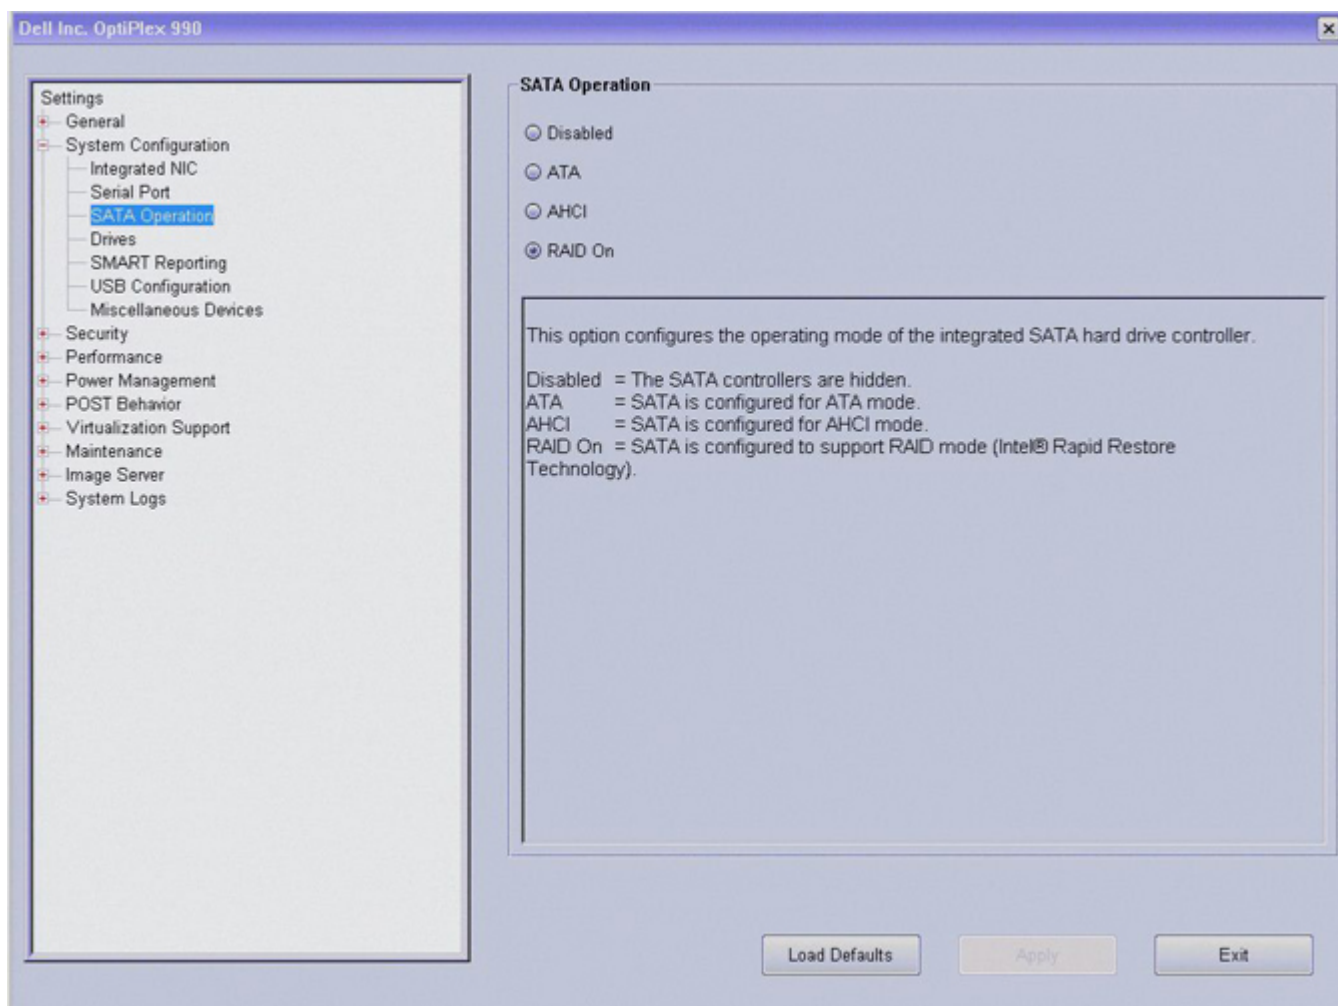 Dell Inc. OptiPlex 990
Settings
General
System Configuration
Integrated NIC
Serial Port
SATA Operation
Drives
SMART Reporting
USB Configuration
Miscellaneous Devices
Security
Performance
Power Management
POST Behavior
Virtualization Support
Maintenance
Image Server
System Logs
SATA Operation
Disabled
ATA
AHCI
RAID On
This option configures the operating mode of the integrated SATA hard drive controller.
Disabled = The SATA controllers are hidden.
ATA = SATA is configured for ATA mode.
AHCI = SATA is configured for AHCI mode.
RAID On = SATA is configured to support RAID mode (Intel® Rapid Restore
Technology).
Load Defaults
Apply
Exit